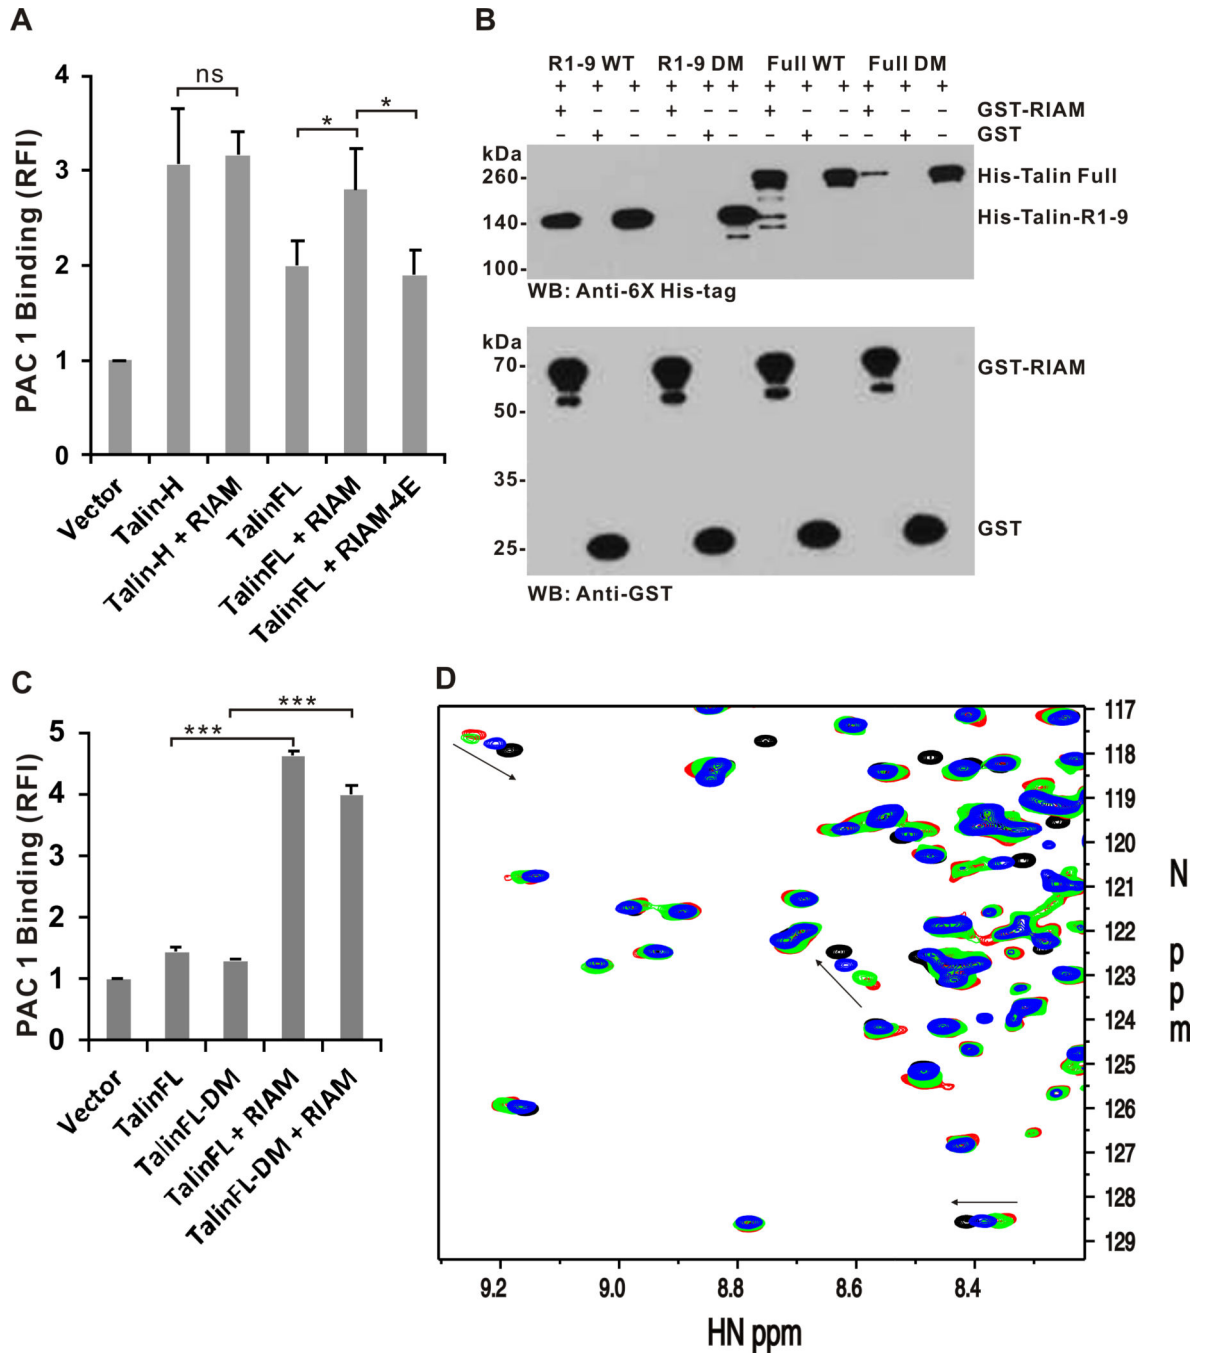 A
PAC 1 Binding (RFI)
4
3
2
1
0
ns
*
*
Vector
Talin-H
Talin-H + RIAM
TalinFL
TalinFL + RIAM
TalinFL + RIAM-4E
B
R1-9 WT R1-9 DM Full WT Full DM
+ + + + + + + + + + + +
+ - - + - - + - - + - - GST-RIAM
- + - - + - - + - - + - GST
kDa
260-
140-
100-
His-Talin Full
His-Talin-R1-9
WB: Anti-6X His-tag
kDa
70-
50-
35-
25-
GST-RIAM
GST
WB: Anti-GST
C
PAC 1 Binding (RFI)
5
4
3
2
1
0
***
***
Vector
TalinFL
TalinFL-DM
TalinFL + RIAM
TalinFL-DM + RIAM
D
117
118
119
120
121
122
123
124
125
126
127
128
129
N ppm
9.2 9.0 8.8 8.6 8.4
HN ppm